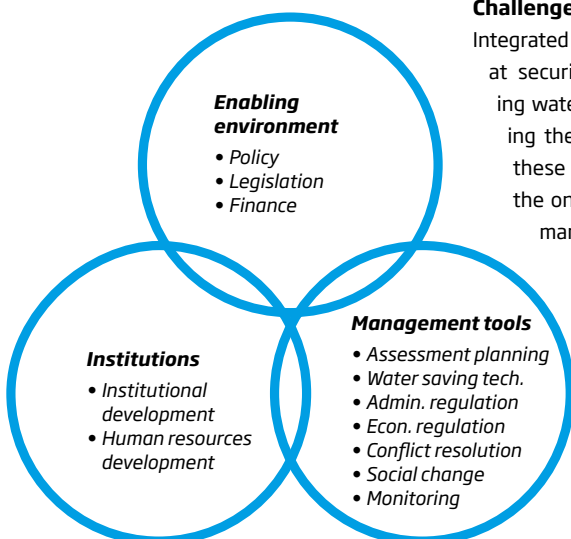 Challenge
Integrated
at securi
ing wate
ing the
these
the on
mar
Enabling
environment
• Policy
• Legislation
• Finance
Institutions
• Institutional
development
• Human resources
development
Management tools
• Assessment planning
• Water saving tech.
• Admin. regulation
• Econ. regulation
• Conflict resolution
• Social change
• Monitoring